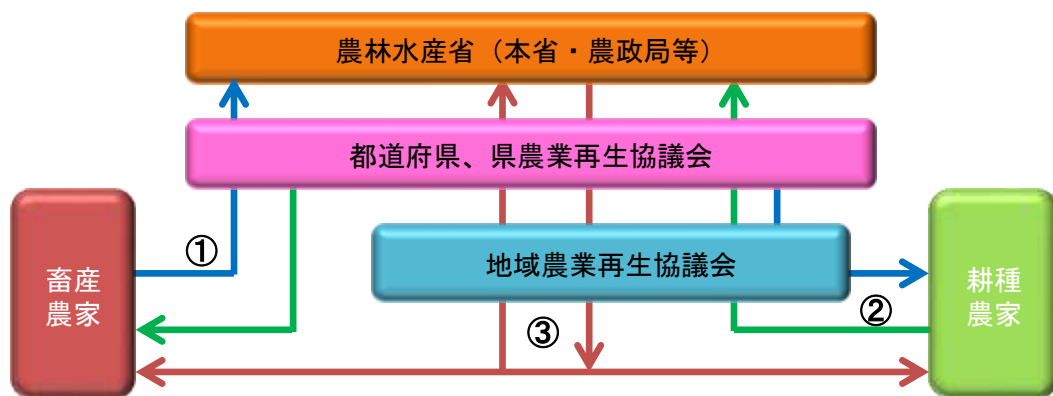 農林水産省（本省・農政局等）
都道府県、県農業再生協議会
①
地域農業再生協議会
畜産
農家
耕種
農家
②
③